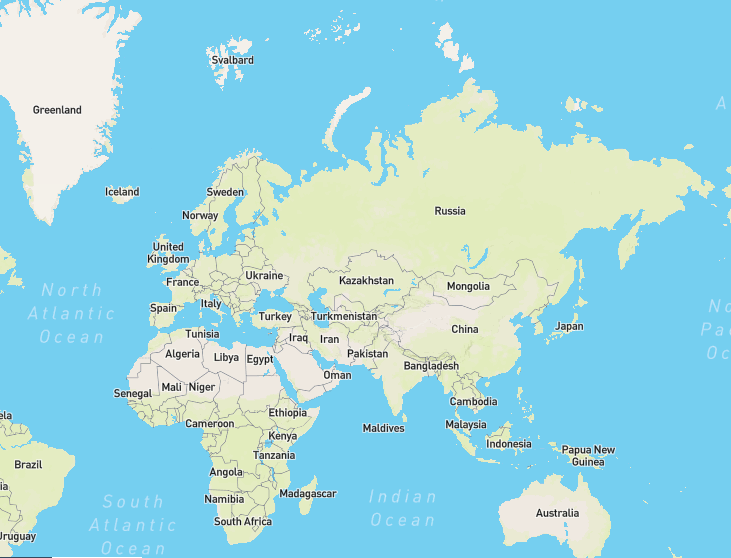 Svalbard
A
Greenland
Iceland
Sweden
Norway
Russia
United
Kingdom
Ukraine
France
Kazakhstan
Mongolia
North
Atlantic
Ocean
Italy
Spain
Turkey
Turkmenistan
China
Japan
No
Pac
Oc
Tunisia
Iraq
Iran
Algeria
Libya
Egypt
Pakistan
Bangladesh
Oman
Mali
Niger
Senegal
Cambodia
ela
Ethiopia
Cameroon
Maldives
Malaysia
Kenya
Indonesia
Tanzania
Papua New
Guinea
Brazil
Angola
ia
Namibia
Madagascar
Indian
Ocean
South
Atlantic
Ocean
Australia
South Africa
Uruguay